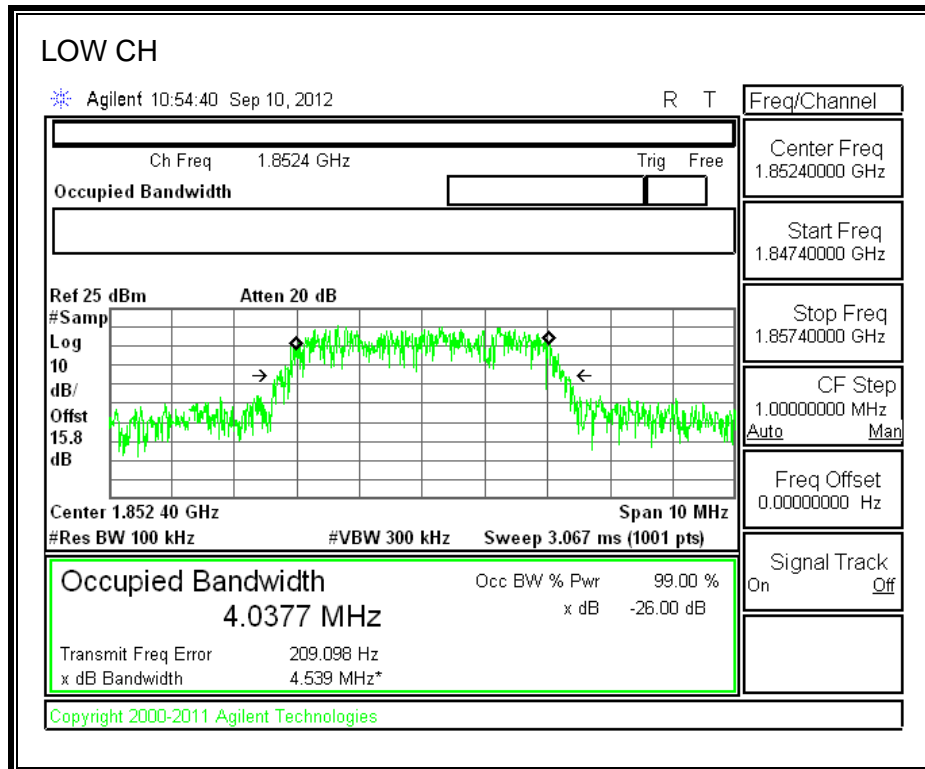 LOW CH
Agilent 10:54:40 Sep 10, 2012 R T
Freq/Channel
Ch Freq 1.8524 GHz Trig Free
Occupied Bandwidth
Center Freq
1.85240000 GHz
Start Freq
1.84740000 GHz
Stop Freq
1.85740000 GHz
CF Step
1.00000000 MHz
Auto Man
Freq Offset
0.00000000 Hz
Signal Track
On Off
Ref 25 dBm Atten 20 dB
#Samp
Log
10
dB/
Offst
15.8
dB
Center 1.852 40 GHz Span 10 MHz
#Res BW 100 kHz #VBW 300 kHz Sweep 3.067 ms (1001 pts)
Occupied Bandwidth Occ BW % Pwr 99.00 %
4.0377 MHz x dB -26.00 dB
Transmit Freq Error 209.098 Hz
x dB Bandwidth 4.539 MHz*
Copyright 2000-2011 Agilent Technologies